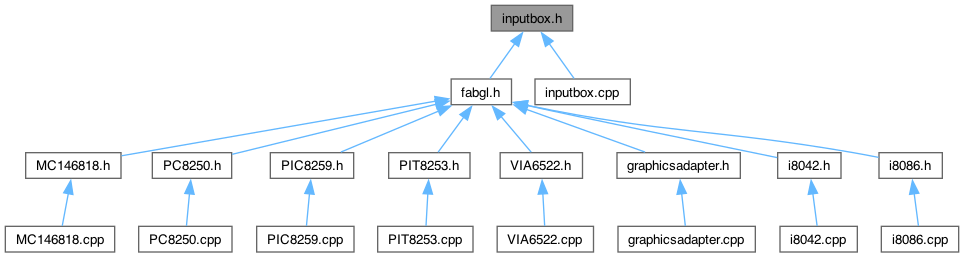 inputbox.h
fabgl.h
inputbox.cpp
MC146818.h
PC8250.h
PIC8259.h
PIT8253.h
VIA6522.h
graphicsadapter.h
i8042.h
i8086.h
MC146818.cpp
PC8250.cpp
PIC8259.cpp
PIT8253.cpp
VIA6522.cpp
graphicsadapter.cpp
i8042.cpp
i8086.cpp